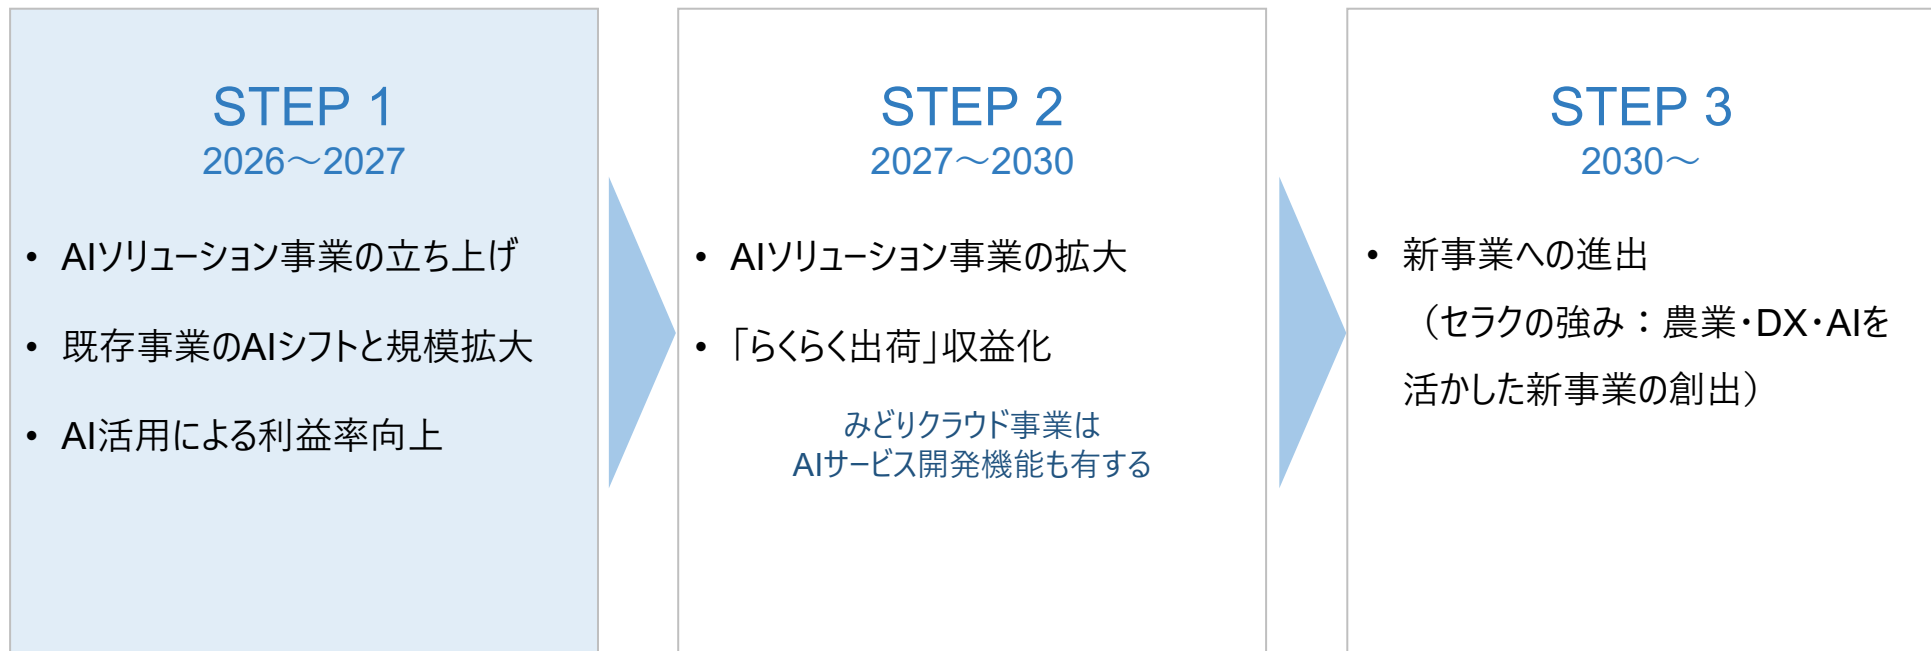 STEP 1
2026～2027
• AIソリューション事業の立ち上げ
• 既存事業のAIシフトと規模拡大
• AI活用による利益率向上
STEP 2
2027～2030
• AIソリューション事業の拡大
• 「らくらく出荷」収益化
みどりクラウド事業は
AIサービス開発機能も有する
STEP 3
2030～
• 新事業への進出
（セラクの強み：農業・DX・AIを
活かした新事業の創出）